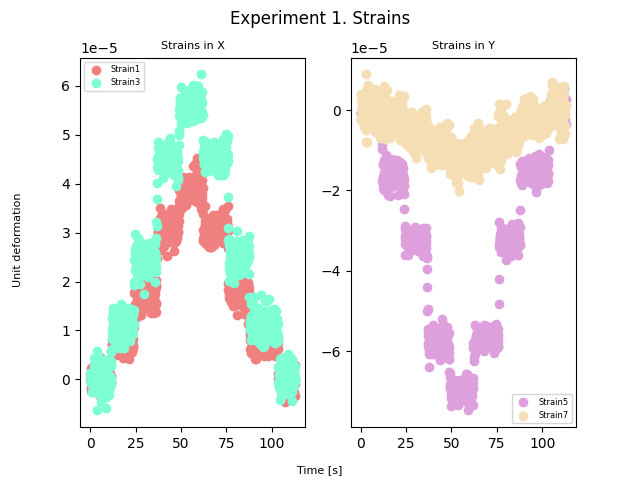 Experiment 1. Strains
Strains in X
Strains in Y
1e−5
1e−5
Strain1
Strain3
6
5
4
3
2
1
0
0
−2
−4
−6
Unit deformation
Strain5
Strain7
0 25 50 75 100
0 25 50 75 100
Time [s]